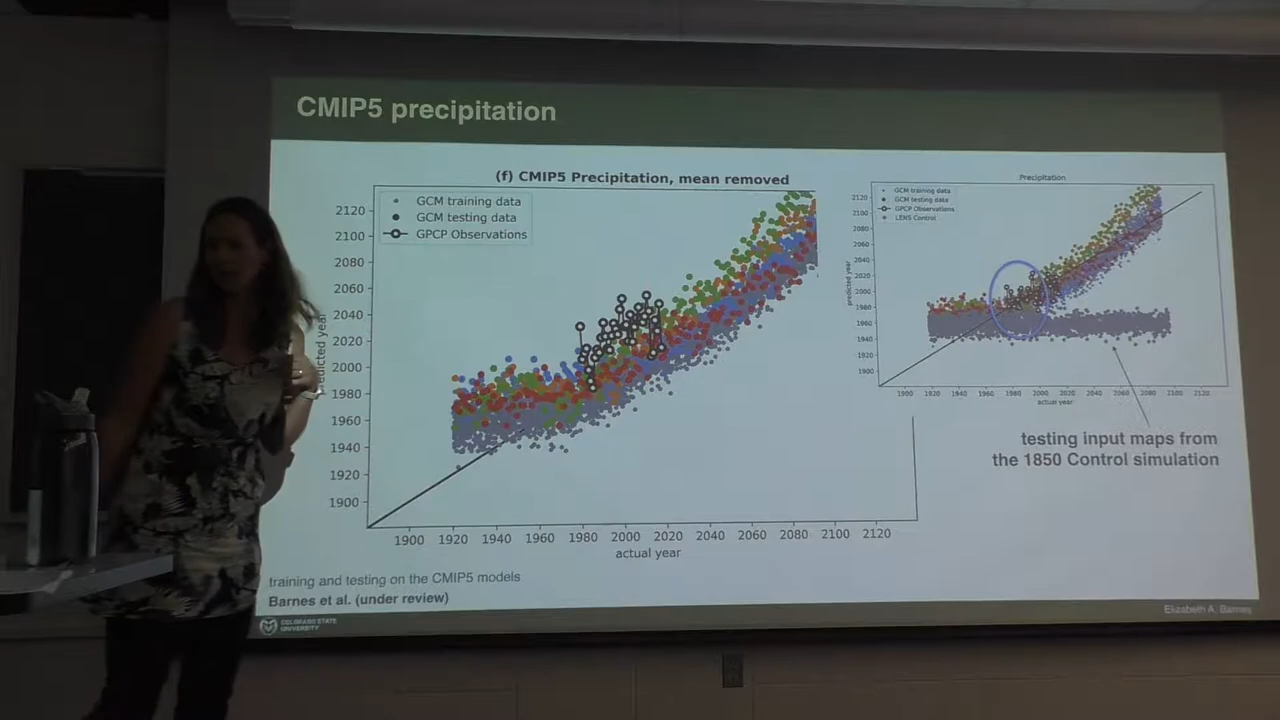 CMIP5 precipitation
(f) CMIP5 Precipitation, mean removed
GCM training data
GCM testing data
GPCP Observations
2120
2100
2080
2060
2040
2020
2000
1980
1960
1940
1920
1900
predicted year
1900 1920 1940 1960 1980 2000 2020 2040 2060 2080 2100 2120
actual year
Precipitation
GCM training data
GCM testing data
GPCP Observations
LENS Control
2120
2100
2080
2060
2040
2020
2000
1980
1960
1940
1920
1900
predicted year
1900 1920 1940 1960 1980 2000 2020 2040 2060 2080 2100 2120
actual year
testing input maps from
the 1850 Control simulation
training and testing on the CMIP5 models
Barnes et al. (under review)
COLORADO STATE
UNIVERSITY
Elizabeth A. Barnes